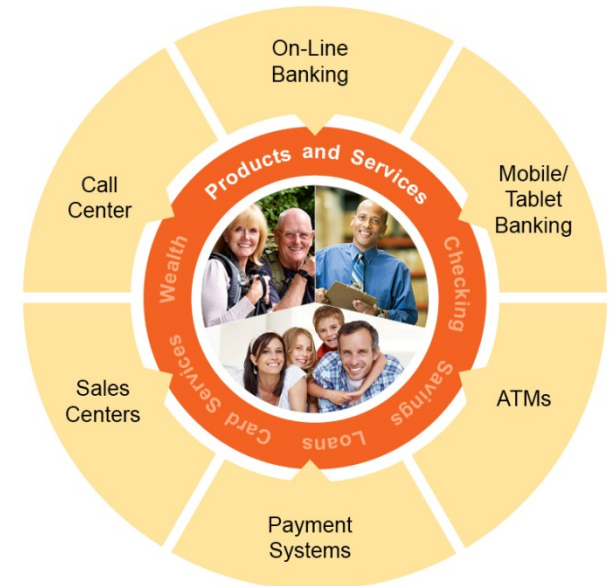 On-Line
Banking
Mobile/
Tablet
Banking
ATMs
Payment
Systems
Sales
Centers
Call
Center
Products and Services
Checking
Savings
Loans
Card Services
Wealth